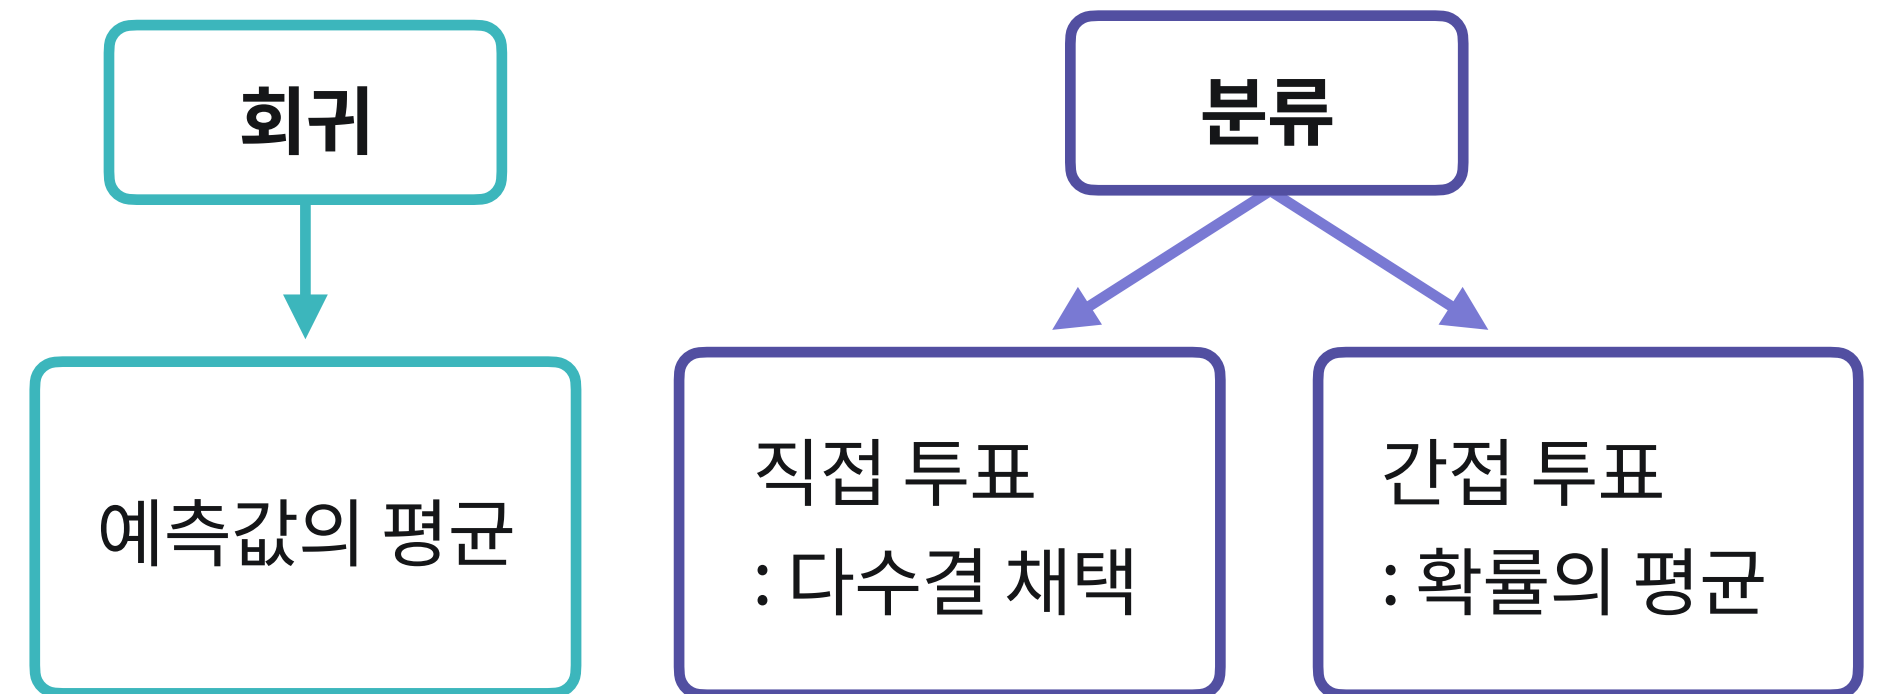 회귀
분류
예측값의 평균
직접 투표
: 다수결 채택
간접 투표
: 확률의 평균